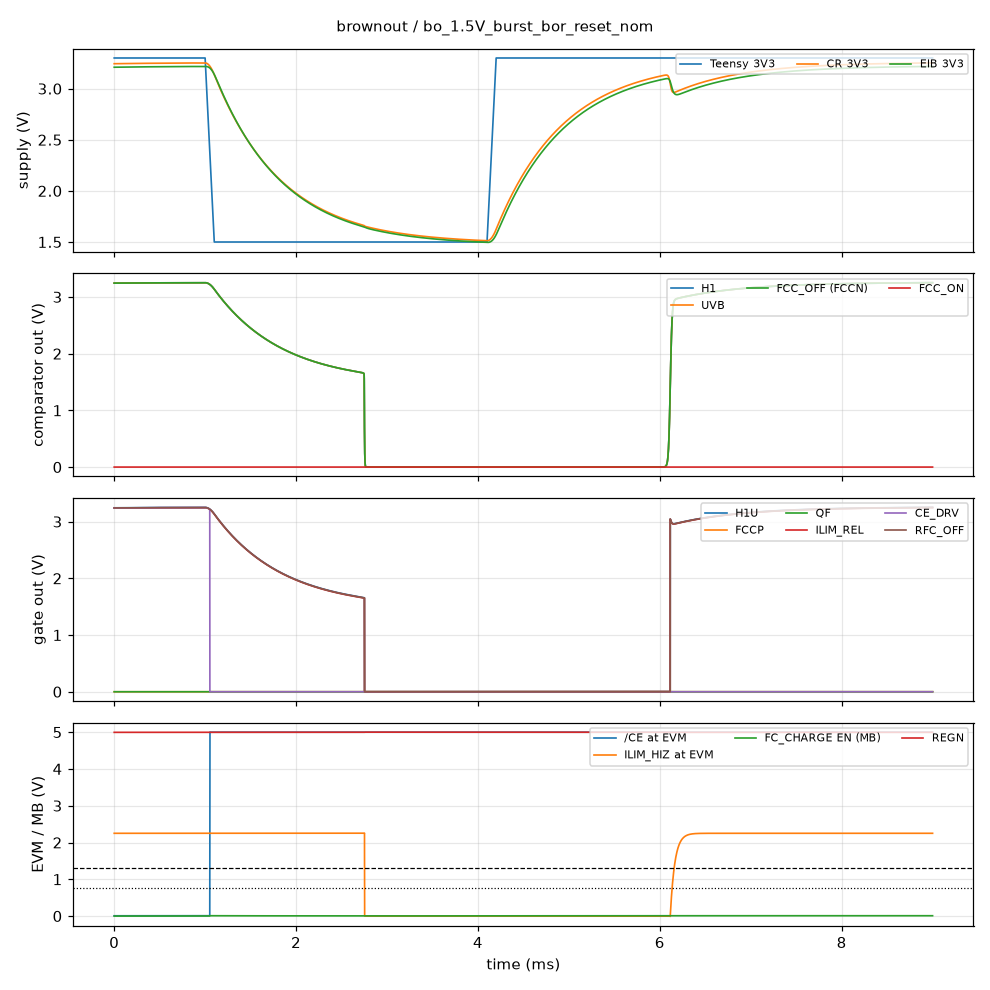 brownout / bo_1.5V_burst_bor_reset_nom
supply (V)
3.0
2.5
2.0
1.5
Teensy 3V3 CR 3V3 EIB 3V3
comparator out (V)
3
2
1
0
H1 FCC_OFF (FCCN) FCC_ON
UVB
gate out (V)
3
2
1
0
H1U QF CE_DRV
FCCP ILIM_REL RFC_OFF
EVM / MB (V)
5
4
3
2
1
0
/CE at EVM FC_CHARGE EN (MB) REGN
ILIM_HIZ at EVM
0 2 4 6 8
time (ms)